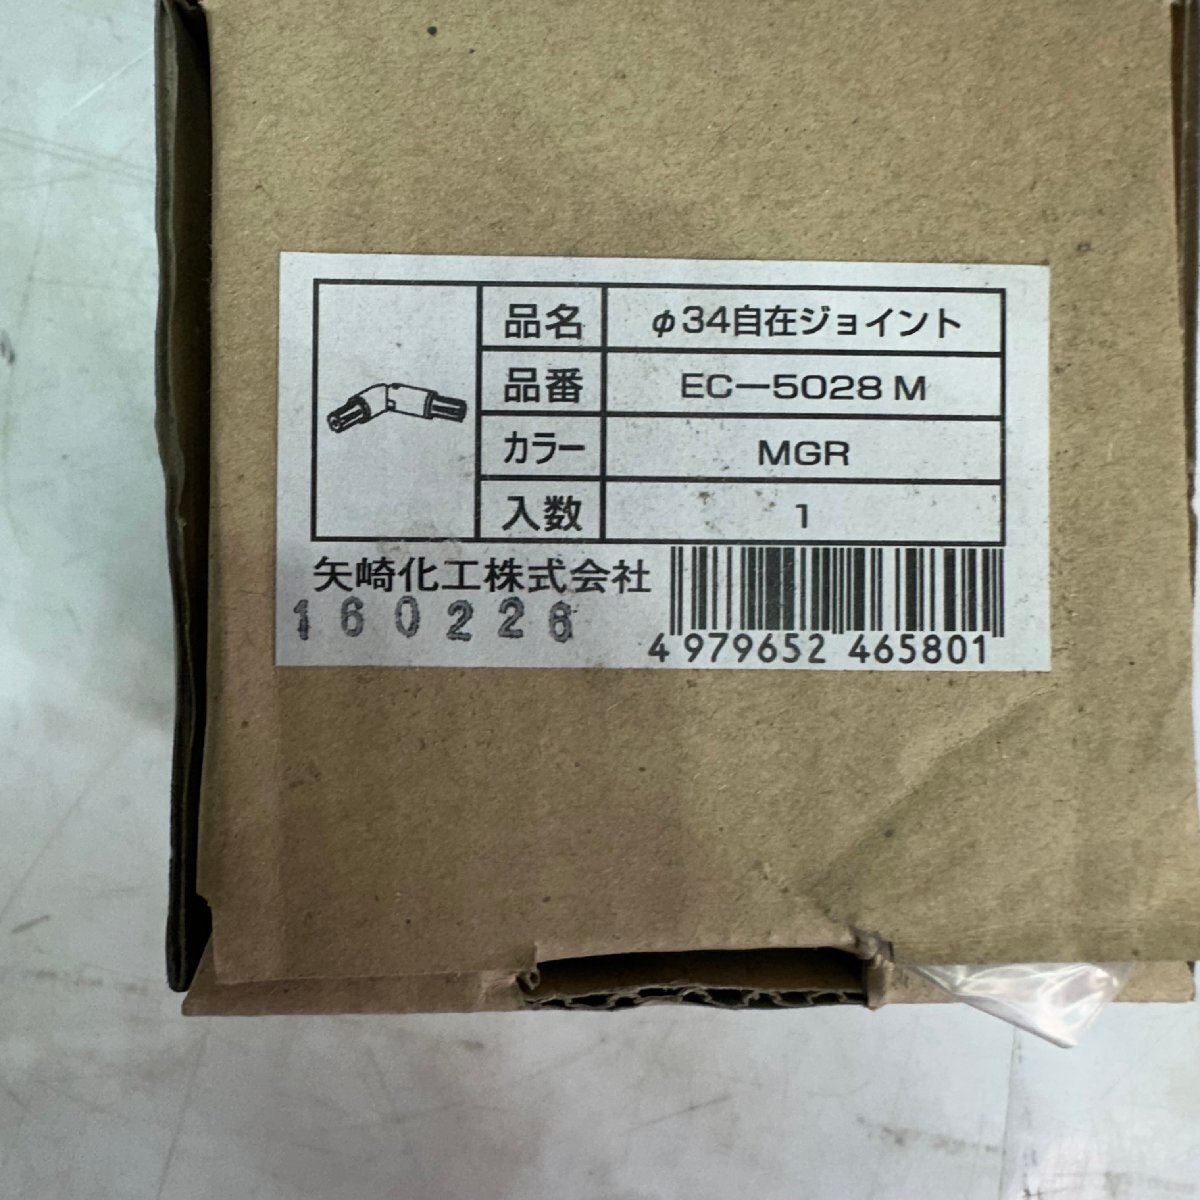 品名 φ34自在ジョイント
品番 EC-5028 M
カラー MGR
入数 1
矢崎化工株式会社
160226
4 979652 465801